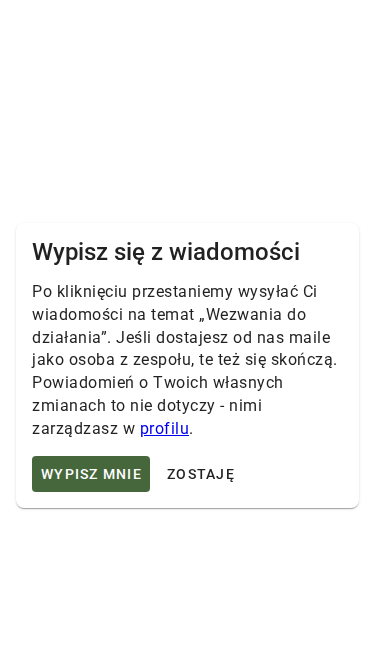 Wypisz się z wiadomości
Po kliknięciu przestaniemy wysyłać Ci
wiadomości na temat „Wezwania do
działania”. Jeśli dostajesz od nas maile
jako osoba z zespołu, te też się skończą.
Powiadomień o Twoich własnych
zmianach to nie dotyczy - nimi
zarządzasz w profilu.
WYPISZ MNIE ZOSTAJĘ